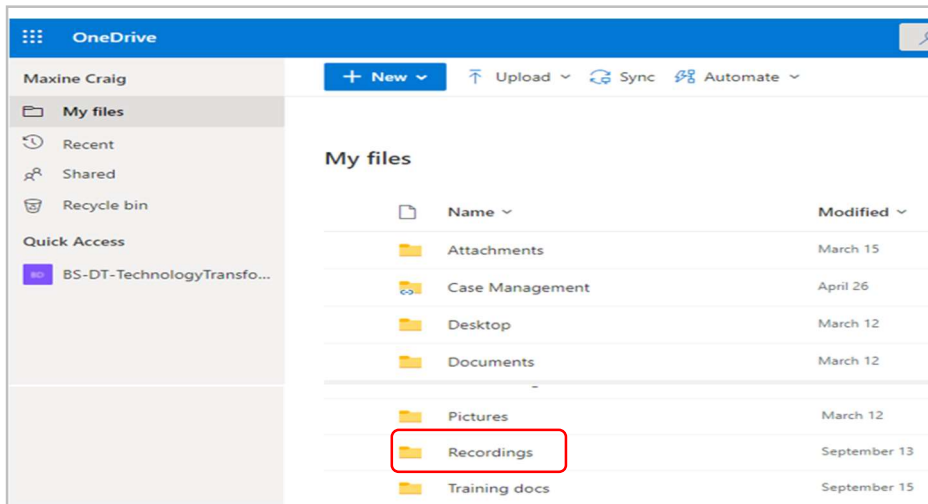 OneDrive
Maxine Craig
New Upload Sync Automate
My files
Recent
Shared
Recycle bin
Quick Access
BD BS-DT-TechnologyTransfo...
My files
Name Modified
Attachments March 15
Case Management April 26
Desktop March 12
Documents March 12
Pictures March 12
Recordings September 13
Training docs September 15